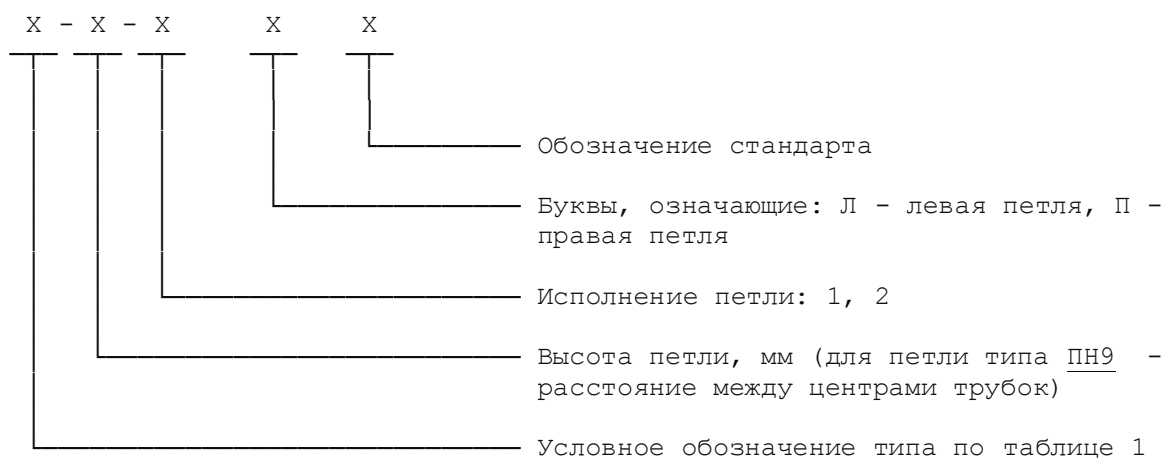 X - X - X X X
Обозначение стандарта
Буквы, означающие: Л - левая петля, П -
правая петля
Исполнение петли: 1, 2
Высота петли, мм (для петли типа ПН9 -
расстояние между центрами трубок)
Условное обозначение типа по таблице 1